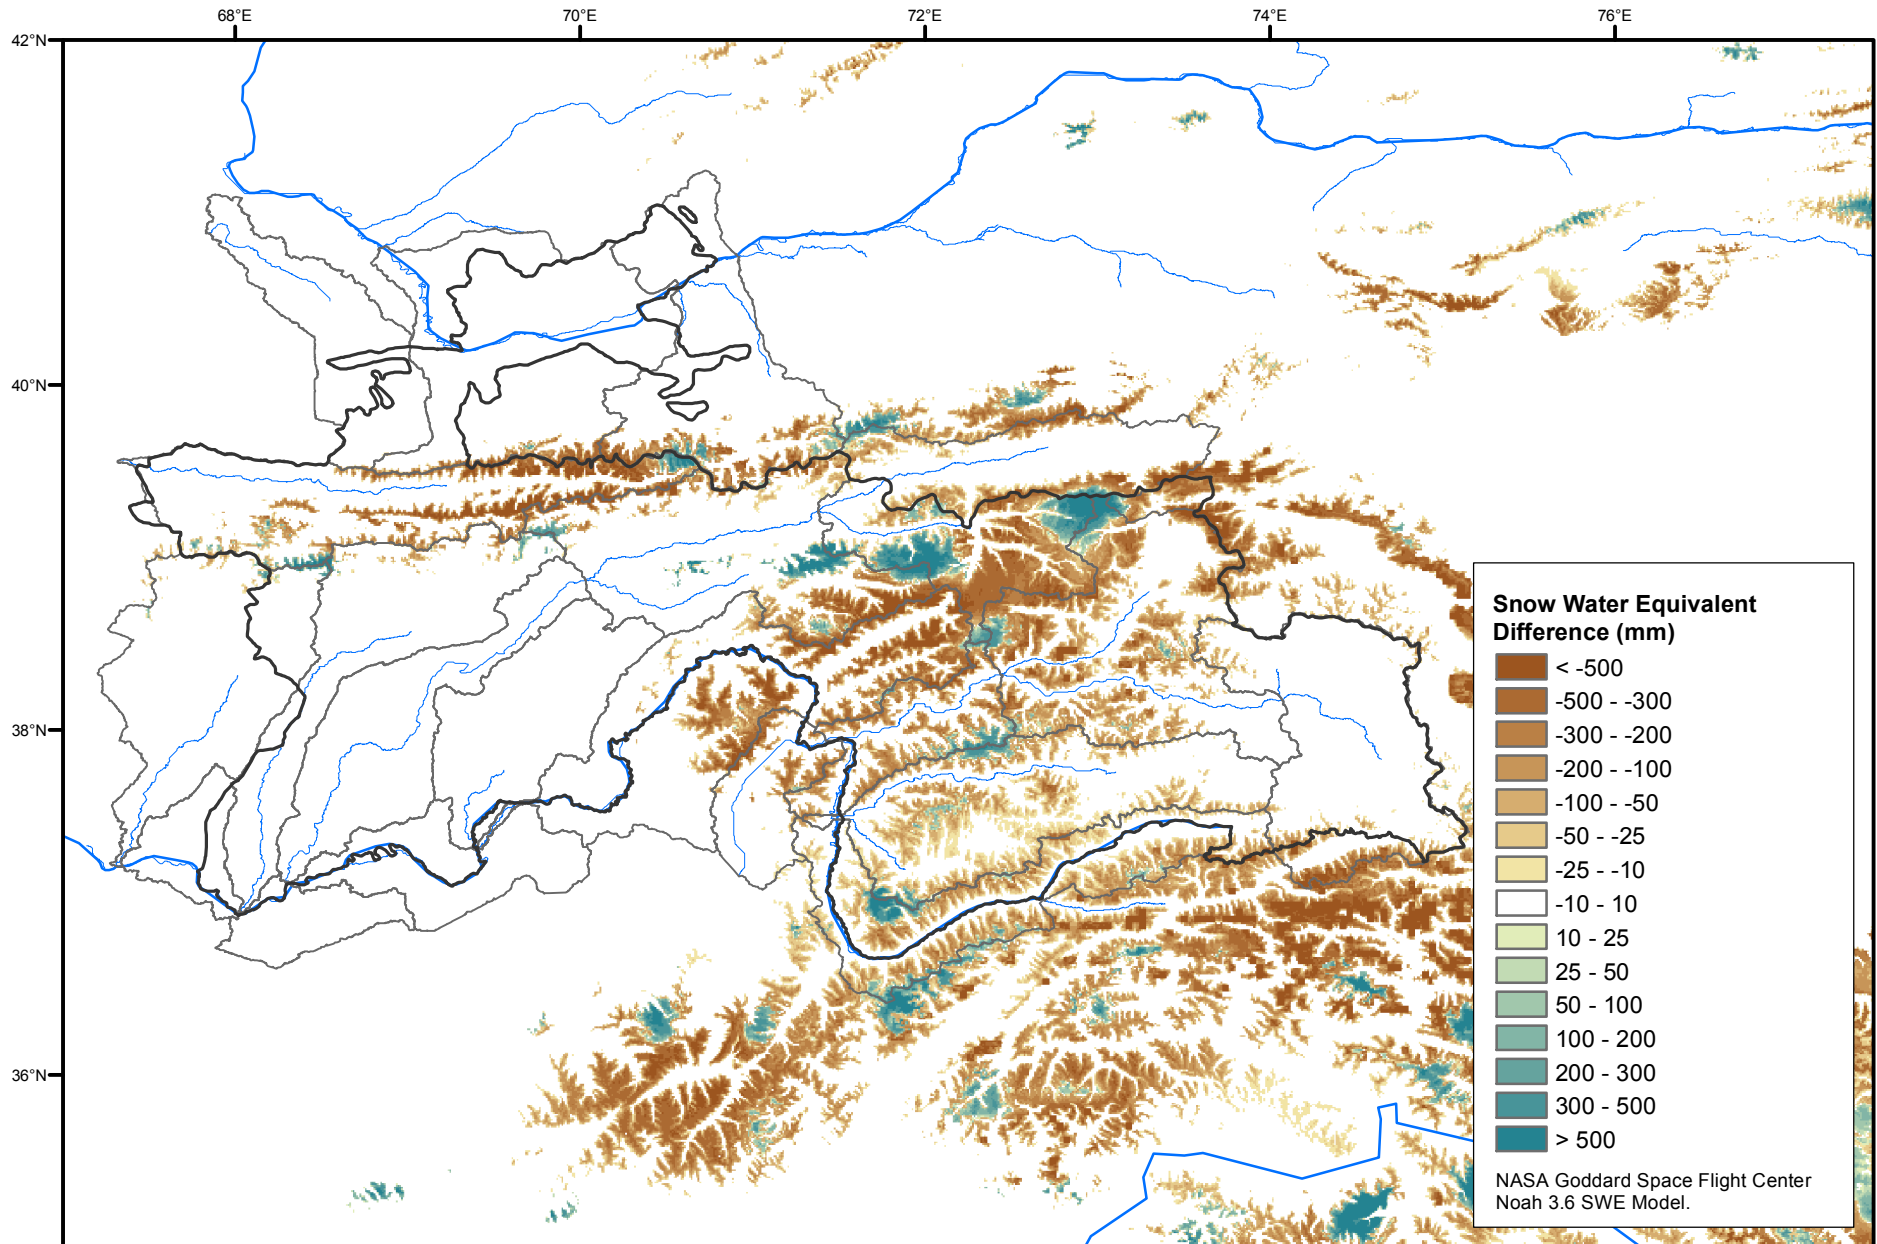 68°E 70°E 72°E 74°E 76°E
42°N
40°N
38°N
36°N
Snow Water Equivalent
Difference (mm)
< -500
-500 - -300
-300 - -200
-200 - -100
-100 - -50
-50 - -25
-25 - -10
-10 - 10
10 - 25
25 - 50
50 - 100
100 - 200
200 - 300
300 - 500
> 500
NASA Goddard Space Flight Center
Noah 3.6 SWE Model.